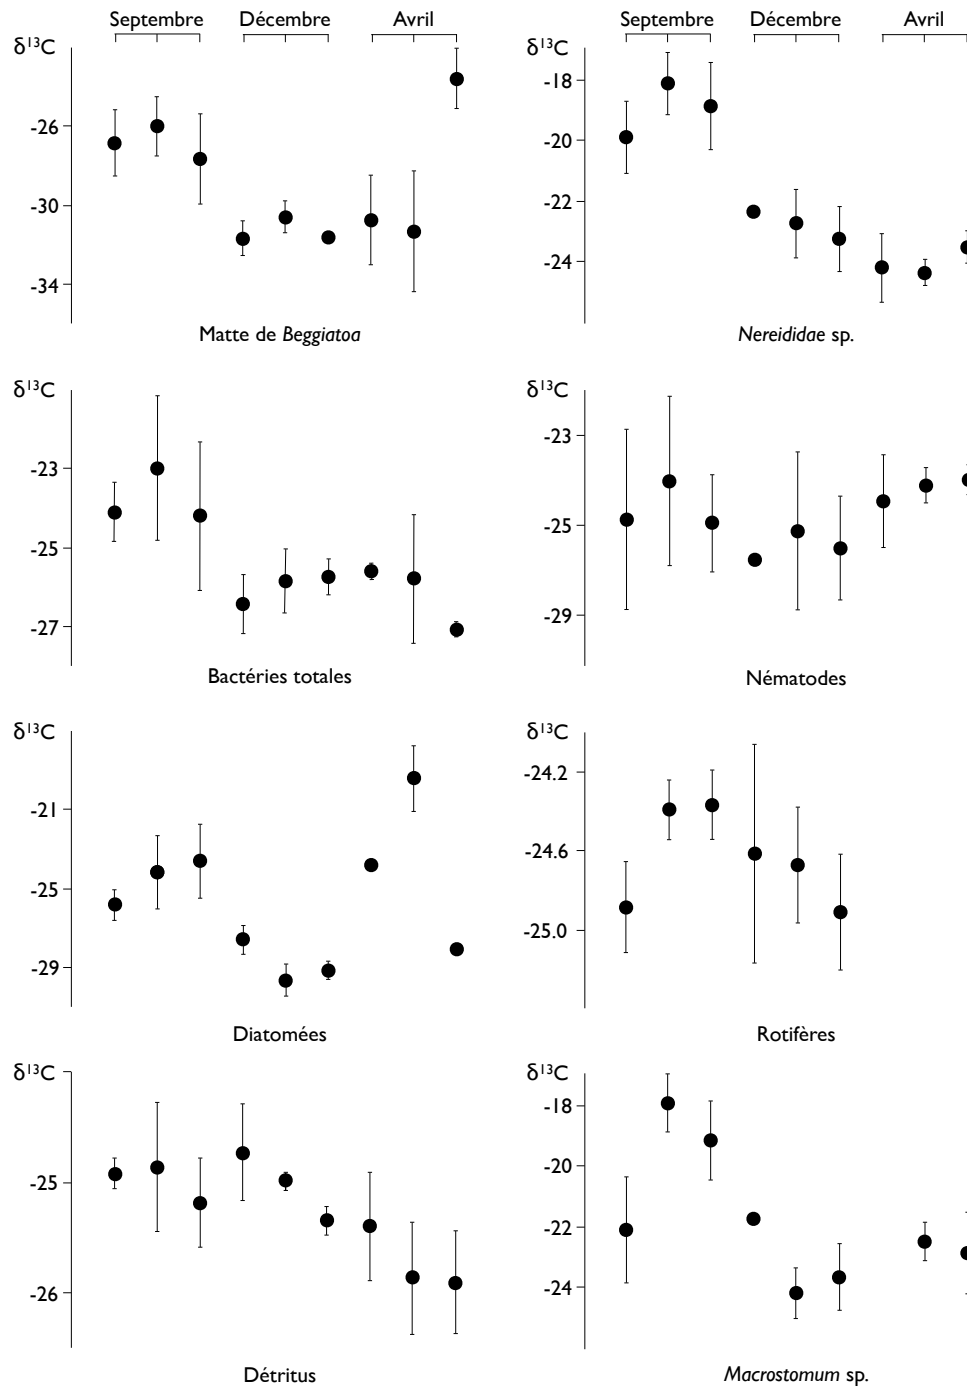 Septembre Décembre Avril
δ¹³C
-26
-30
-34
Matte de Beggiatoa
Septembre Décembre Avril
δ¹³C
-18
-20
-22
-24
Nereididae sp.
δ¹³C
-23
-25
-27
Bactéries totales
δ¹³C
-23
-25
-29
Nématodes
δ¹³C
-21
-25
-29
Diatomées
δ¹³C
-24.2
-24.6
-25.0
Rotifères
δ¹³C
-25
-26
Détritus
δ¹³C
-18
-20
-22
-24
Macrostomum sp.